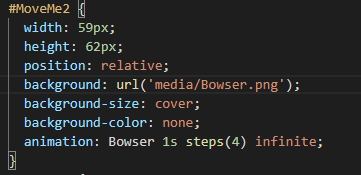 #MoveMe2 {
width: 59px;
height: 62px;
position: relative;
background: url('media/Bowser.png');
background-size: cover;
background-color: none;
animation: Bowser 1s steps(4) infinite;
}